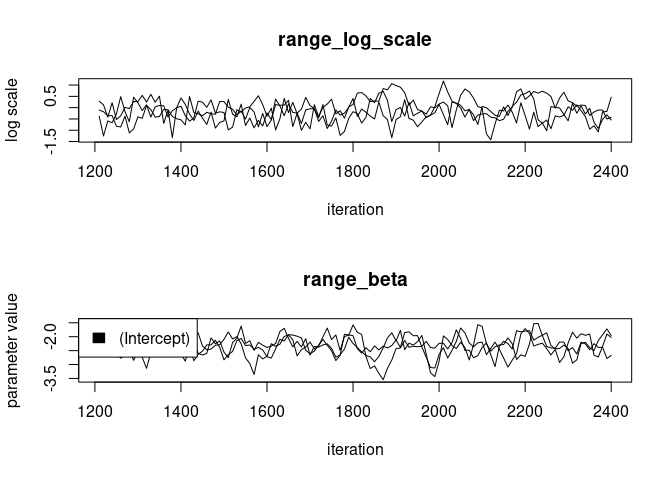 range_log_scale
log scale
0.5
-1.5
1200 1400 1600 1800 2000 2200 2400
iteration
range_beta
parameter value
-2.0
-3.5
(Intercept)
1200 1400 1600 1800 2000 2200 2400
iteration